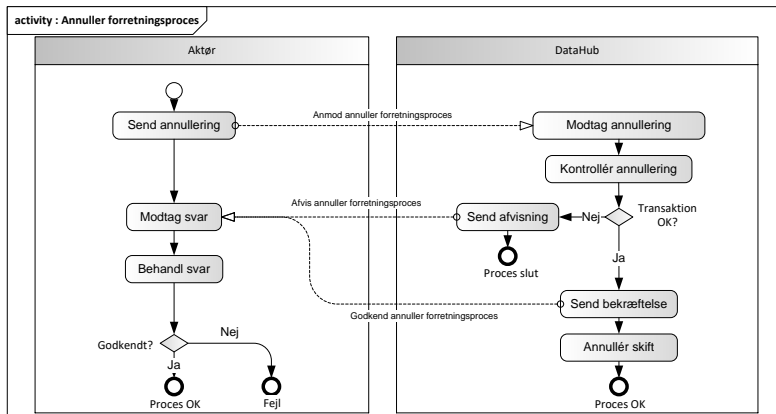 activity : Annuller forretningsproces
Aktør
DataHub
Send annullering
Anmod annuller forretningsproces
Modtag annullering
Kontrollér annullering
Modtag svar
Afvis annuller forretningsproces
Send afvisning
Nej
Transaktion
OK?
Behandl svar
Proces slut
Ja
Send bekræftelse
Godkend annuller forretningsproces
Nej
Godkendt?
Annullér skift
Ja
Proces OK
Fejl
Proces OK